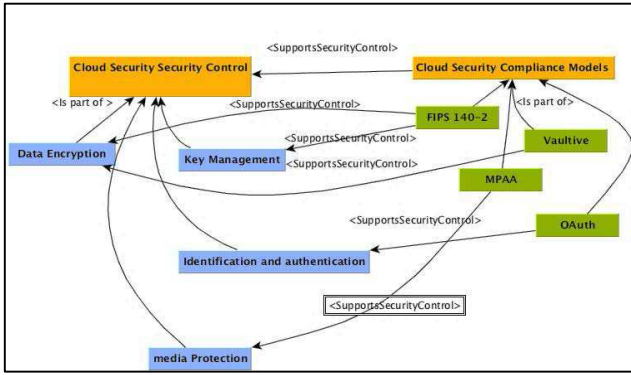 Cloud Security Security Control
<SupportsSecurityControl>
Cloud Security Compliance Models
<Is part of >
<SupportsSecurityControl>
FIPS 140-2
<Is part of>
Data Encryption
Key Management
<SupportsSecurityControl>
Vaultive
<SupportsSecurityControl>
MPAA
<SupportsSecurityControl>
OAuth
Identification and authentication
<SupportsSecurityControl>
media Protection